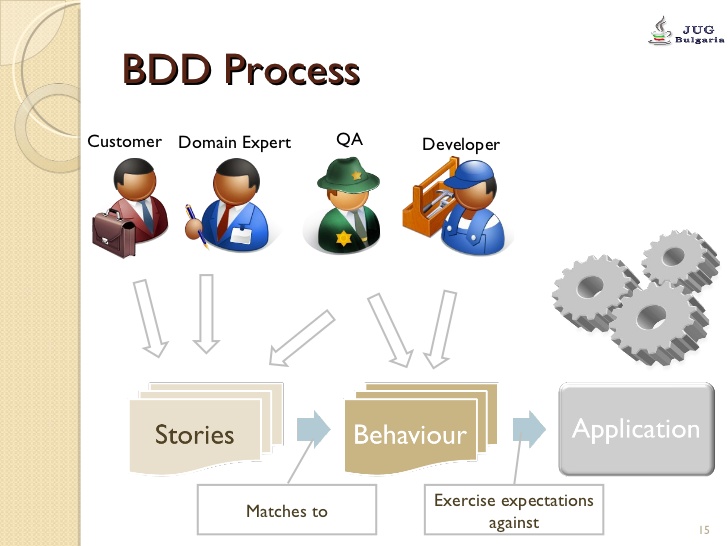 JUG
Bulgaria
BDD Process
Customer
Domain Expert
QA
Developer
Stories
Behaviour
Application
Matches to
Exercise expectations
against
15